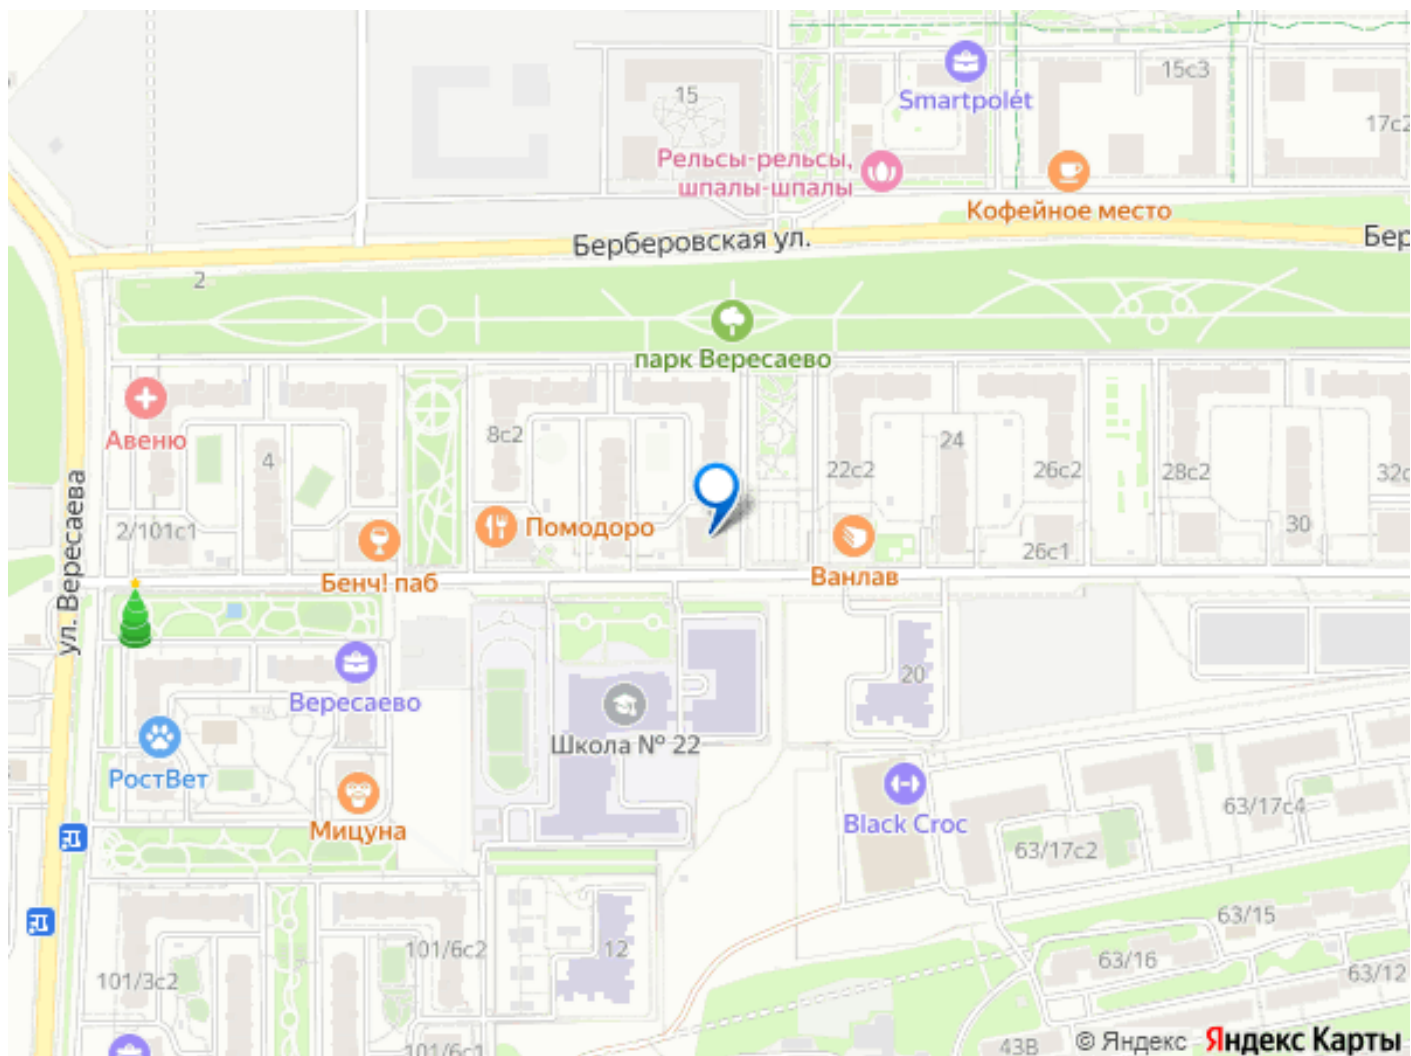 15
15с3
Smartpolét
17с2
Рельсы-рельсы,
шпалы-шпалы
Кофейное место
Берберовская ул.
Бер
2
парк Вересаево
Авеню
8с2
4
22с2
24
26с2
28с2
32с
ул. Вересаева
2/101с1
Помодоро
30
Бенч! паб
Ванлав
26с1
Вересаево
20
Школа № 22
РостВет
Мицуна
Black Croc
63/17с4
63/17с2
63/15
101/6с2
12
63/16
63/12
101/3с2
101/6с1
43В
© Яндекс Яндекс Карты